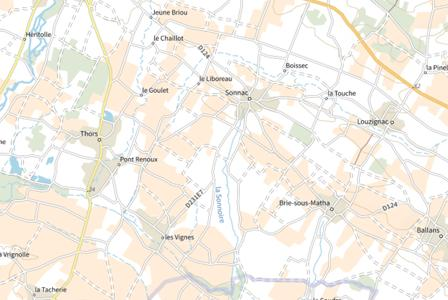 Jeune Briou
Héritolle
le Chaillot
D124
Boissec
la Pinel
le Liboreau
le Goulet
Sonnac
la Touche
Louzignac
Thors
Pont Renoux
D231E7
la Sonnoire
Brie-sous-Matha
D124
Ballans
les Vignes
a Vrignolle
la Tacherie